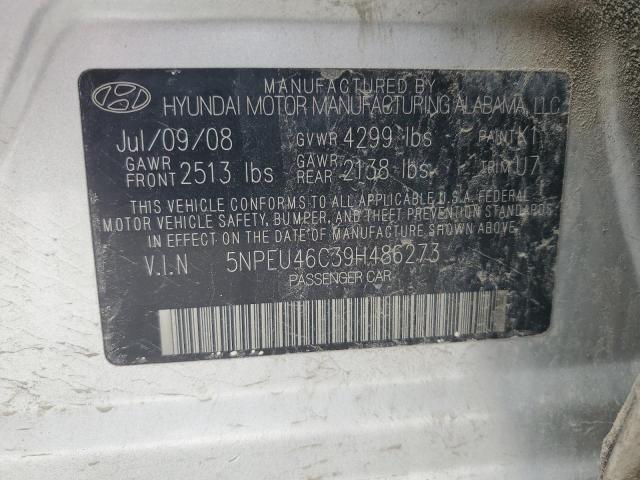 MANUFACTURED BY
HYUNDAI MOTOR MANUFACTURING ALABAMA, LLC
Jul/09/08 GVWR 4299 lbs PAINT K1
GAWR FRONT 2513 lbs GAWR REAR 2138 lbs TRIM U7
THIS VEHICLE CONFORMS TO ALL APPLICABLE U.S.A. FEDERAL
MOTOR VEHICLE SAFETY, BUMPER, AND THEFT PREVENTION STANDARDS
IN EFFECT ON THE DATE OF MANUFACTURE SHOWN ABOVE.
V.I.N 5NPEU46C39H486273
PASSENGER CAR